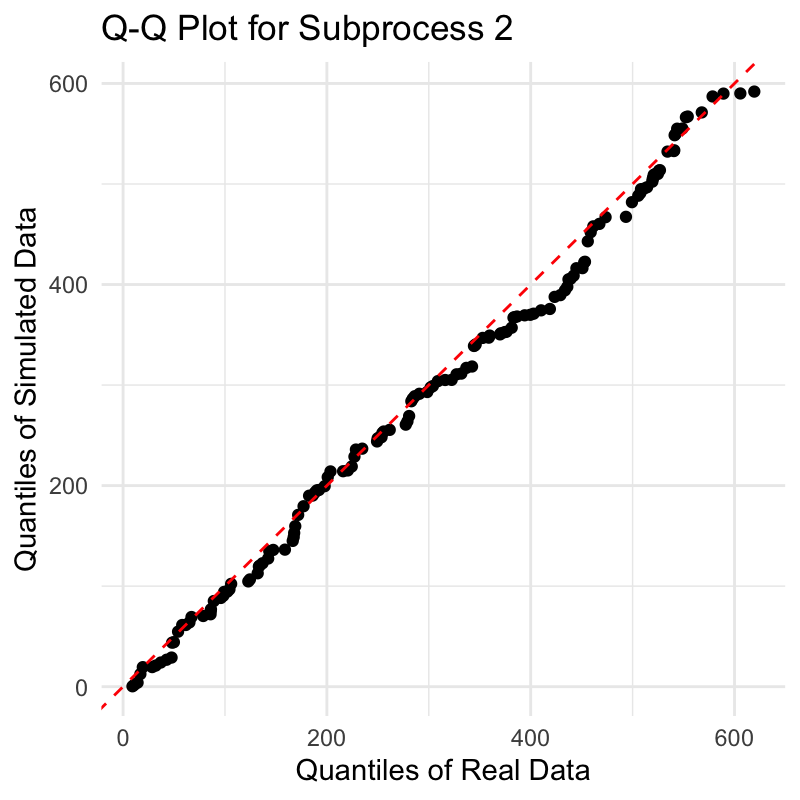 Q-Q Plot for Subprocess 2
600
400
200
0
Quantiles of Simulated Data
0 200 400 600
Quantiles of Real Data